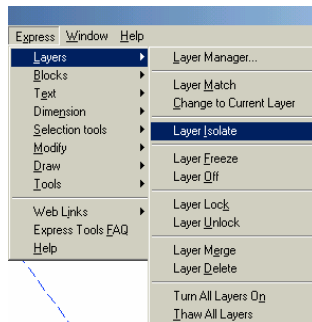 Express Window Help
Layers
Blocks
Text
Dimension
Selection tools
Modify
Draw
Tools
Web Links
Express Tools FAQ
Help
Layer Manager...
Layer Match
Change to Current Layer
Layer Isolate
Layer Freeze
Layer Off
Layer Lock
Layer Unlock
Layer Merge
Layer Delete
Turn All Layers On
Thaw All Layers